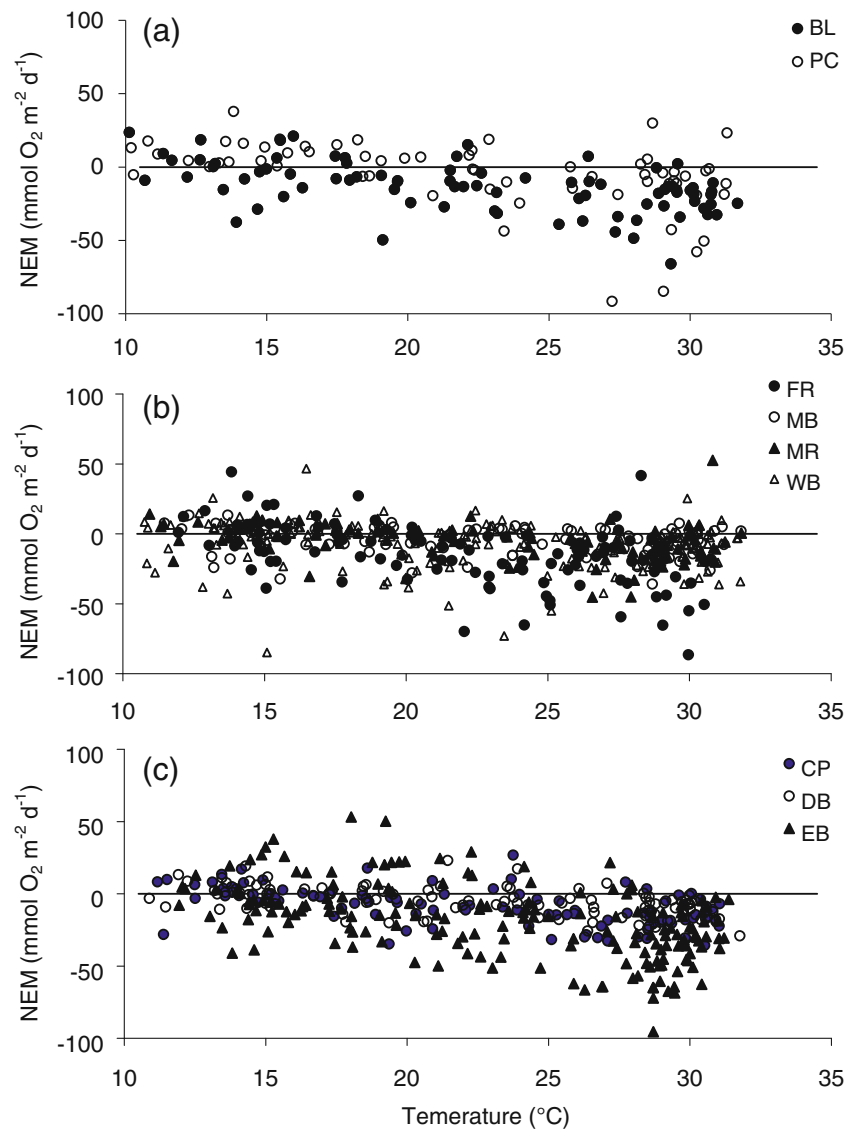 (a)
BL
PC
NEM (mmol O2 m-2 d-1)
100
50
0
-50
-100
10 15 20 25 30 35
(b)
FR
MB
MR
WB
NEM (mmol O2 m-2 d-1)
100
50
0
-50
-100
10 15 20 25 30 35
(c)
CP
DB
EB
NEM (mmol O2 m-2 d-1)
100
50
0
-50
-100
10 15 20 25 30 35
Temerature (°C)